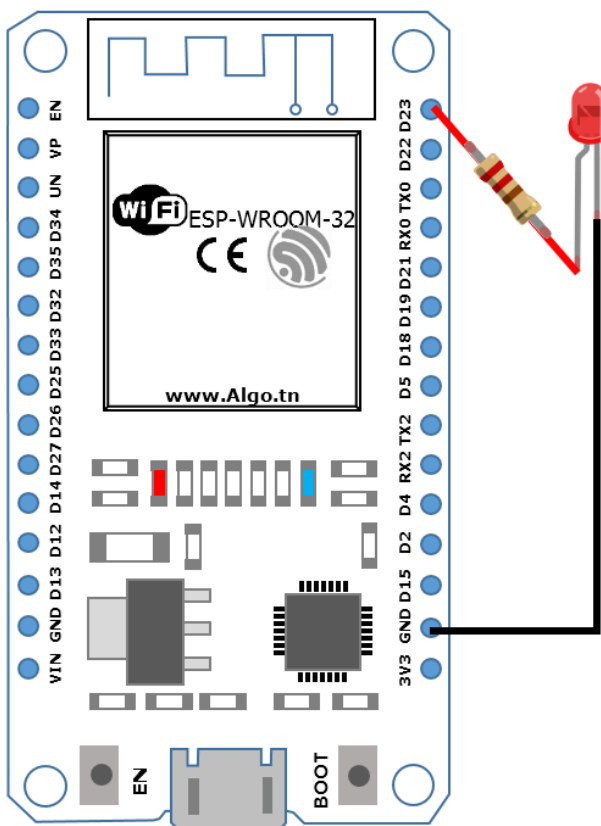 EN
VP
UN
D34
D35
D32
D33
D25
D26
D27
D14
D12
D13
GND
VIN
Wi Fi
ESP-WROOM-32
CE
www.Algo.tn
D23
D22
TX0
RX0
D21
D19
D18
D5
TX2
RX2
D4
D2
D15
GND
3V3
EN
BOOT